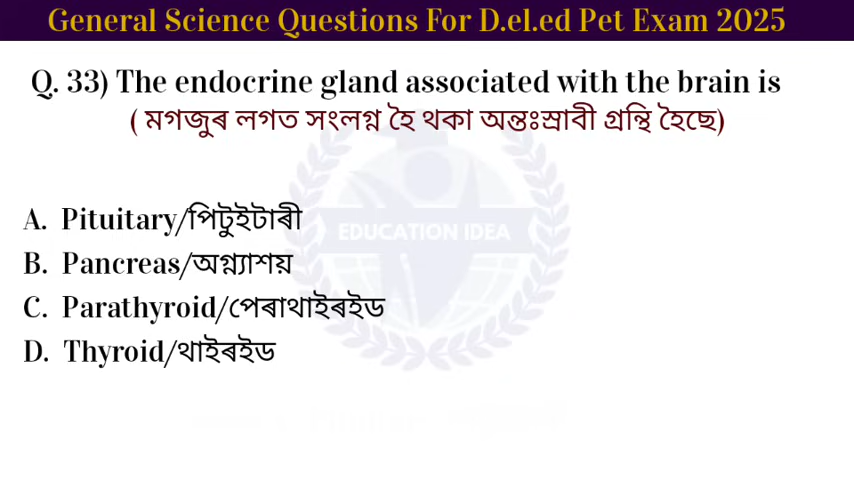 General Science Questions For D.el.ed Pet Exam 2025
Q. 33) The endocrine gland associated with the brain is
( মগজুৰ লগত সংলগ্ন হৈ থকা অন্তঃস্ৰাবী গ্ৰন্থি হৈছে)
EDUCATION IDEA
A. Pituitary/পিটুইটাৰী
B. Pancreas/অগ্ন্যাশয়
C. Parathyroid/পেৰাথাইৰইড
D. Thyroid/থাইৰইড